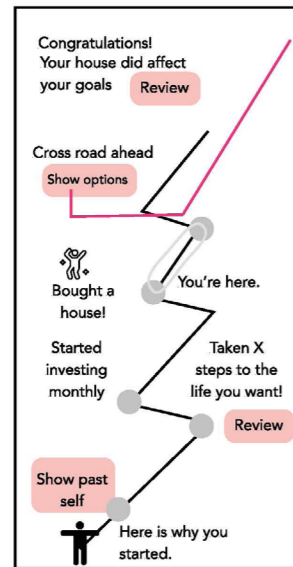 Congratulations!
Your house did affect
your goals
Review
Cross road ahead
Show options
You're here.
Bought a
house!
Started
investing
monthly
Taken X
steps to the
life you want!
Review
Show past
self
Here is why you
started.